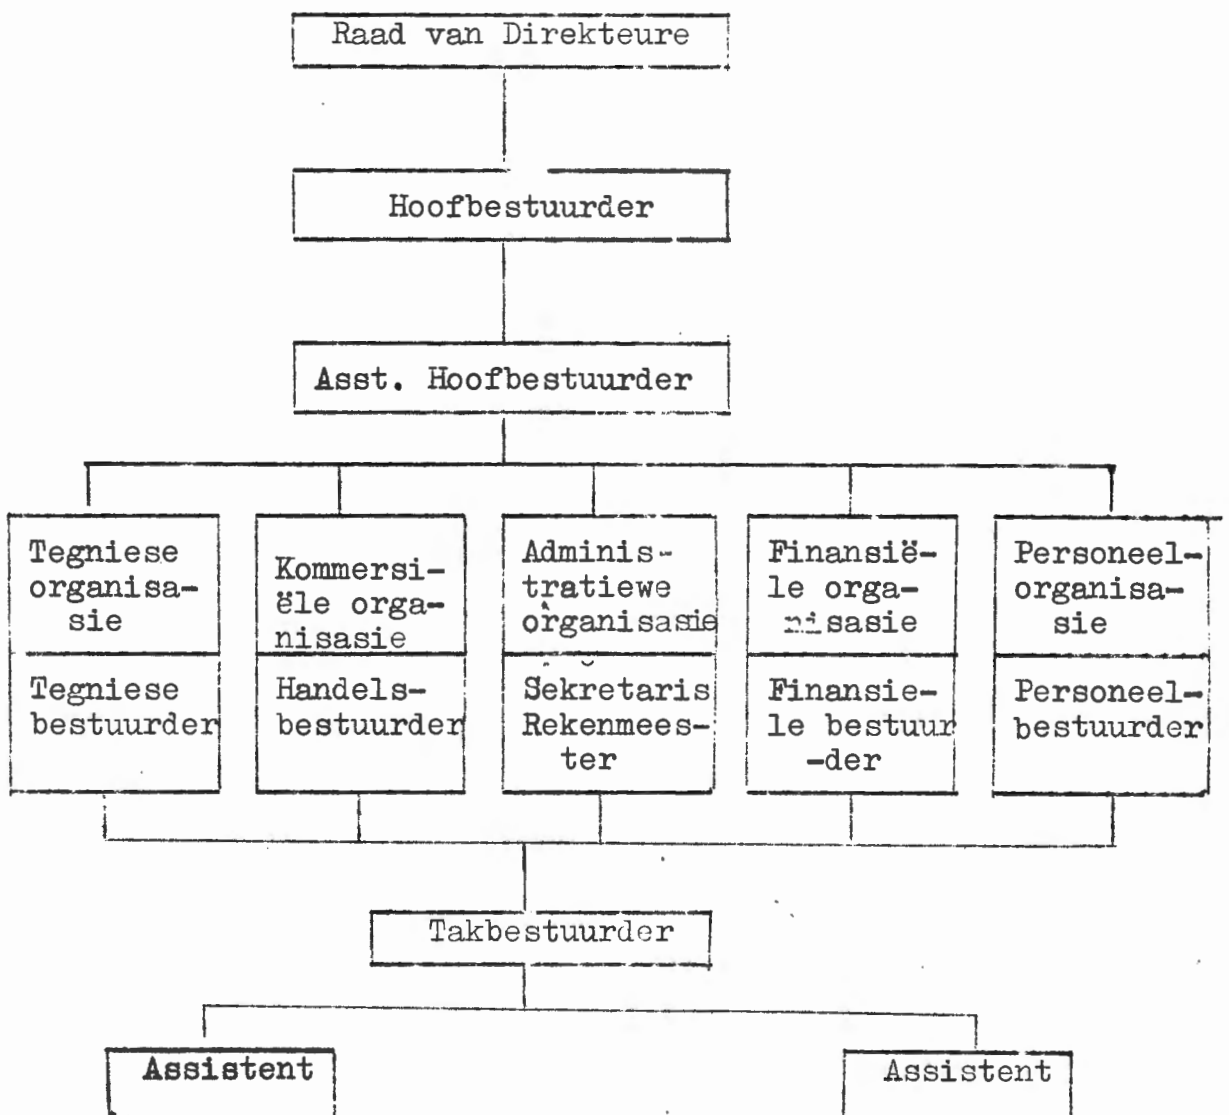 Raad van Direkteure
Hoofbestuurder
Asst. Hoofbestuurder
Tegniese
organisa-
sie
Tegniese
bestuurder
Kommersi-
ële orga-
nisasie
Handels-
bestuurder
Adminis-
tratiewe
organisasie
Sekretaris
Rekenmees-
ter
Finansië-
le orga-
nisasie
Finansie-
le bestuur
-der
Personeel-
organisa-
sie
Personeel-
bestuurder
Takbestuurder
Assistent
Assistent